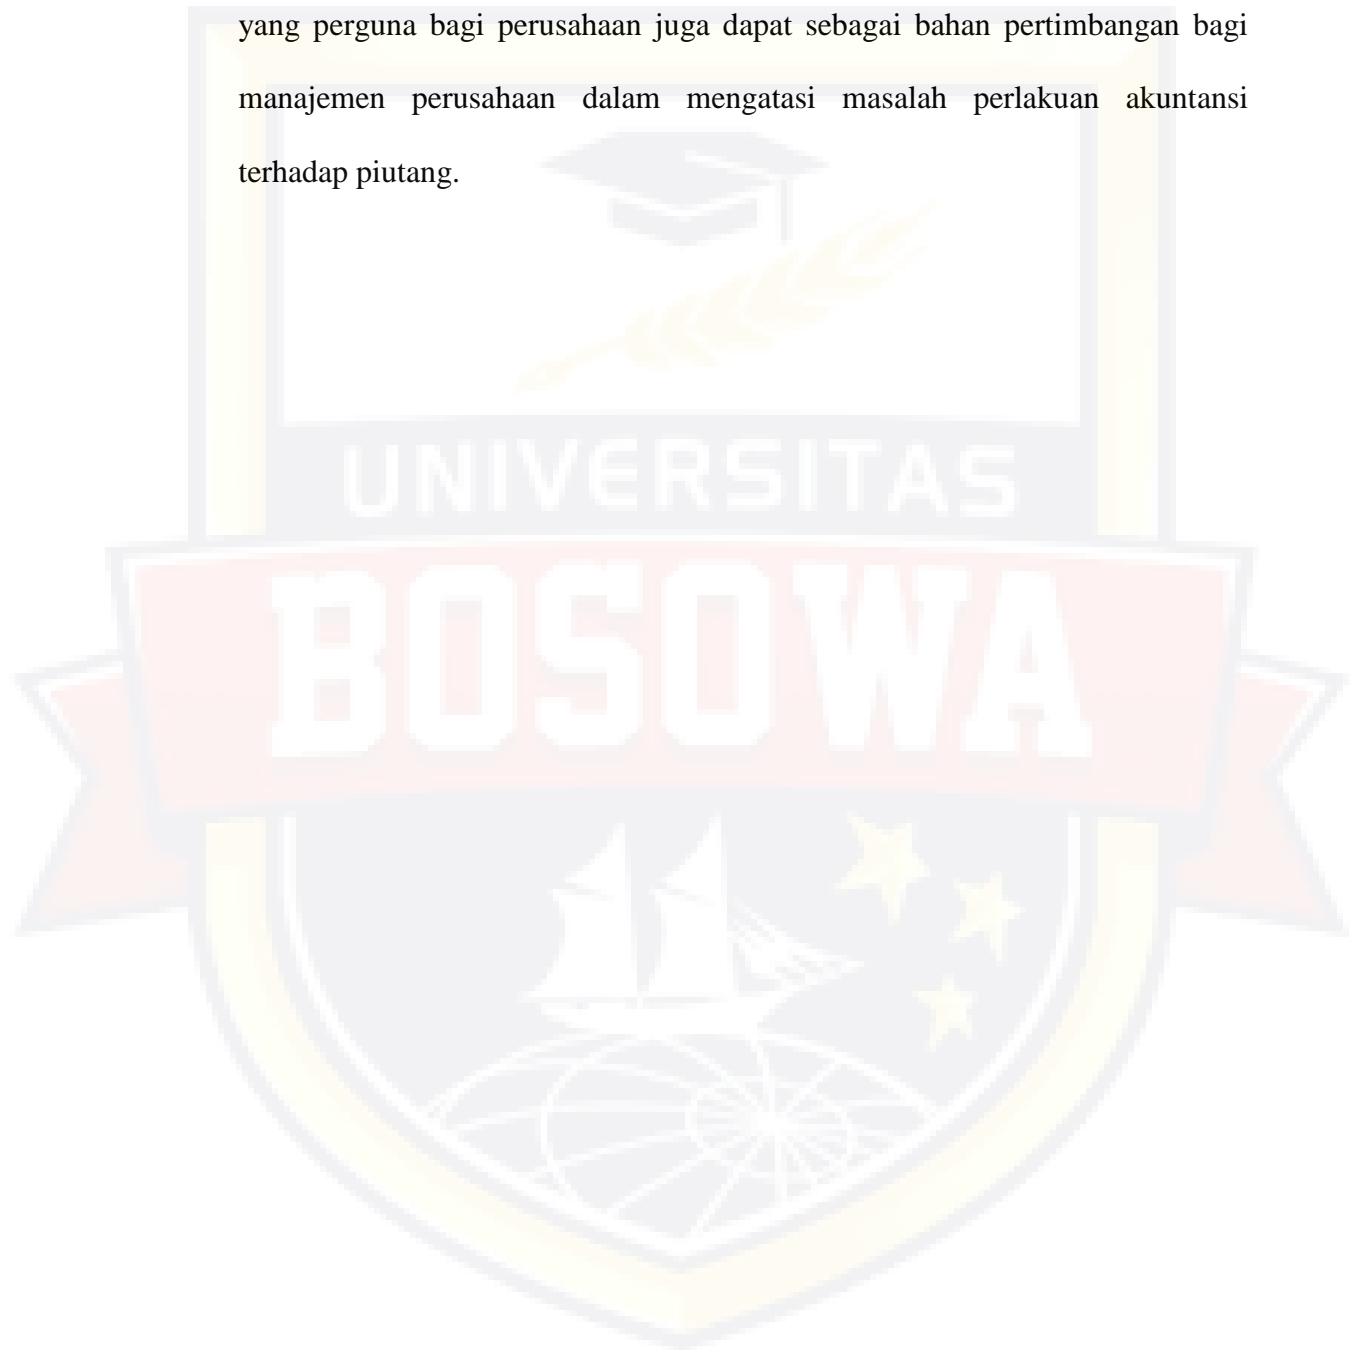 yang perguna bagi perusahaan juga dapat sebagai bahan pertimbangan bagi
manajemen perusahaan dalam mengatasi masalah perlakuan akuntansi
terhadap piutang.
UNIVERSITAS
BOSOWA